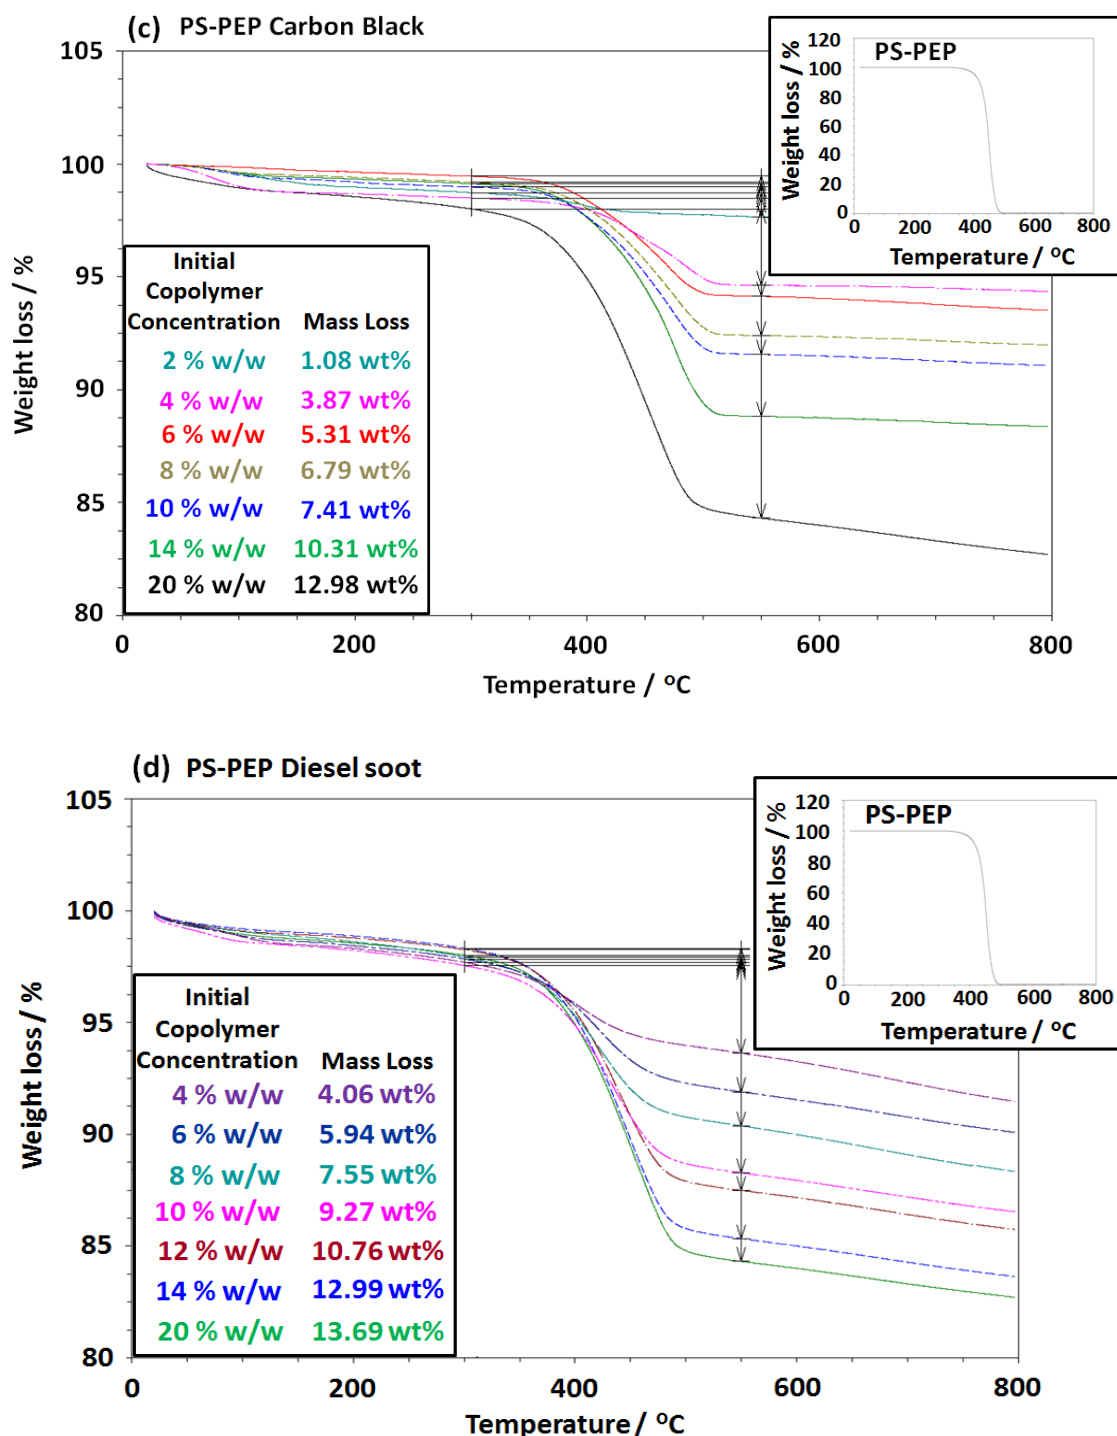 (c) PS-PEP Carbon Black
105
100
95
90
85
80
0
200
400
600
800
Weight loss / %
Temperature / °C
Initial
Copolymer
Concentration Mass Loss
2 % w/w 1.08 wt%
4 % w/w 3.87 wt%
6 % w/w 5.31 wt%
8 % w/w 6.79 wt%
10 % w/w 7.41 wt%
14 % w/w 10.31 wt%
20 % w/w 12.98 wt%
PS-PEP
120
100
80
60
40
20
0
0 200 400 600 800
Weight loss / %
Temperature / °C
(d) PS-PEP Diesel soot
105
100
95
90
85
80
0
200
400
600
800
Weight loss / %
Temperature / °C
Initial
Copolymer
Concentration Mass Loss
4 % w/w 4.06 wt%
6 % w/w 5.94 wt%
8 % w/w 7.55 wt%
10 % w/w 9.27 wt%
12 % w/w 10.76 wt%
14 % w/w 12.99 wt%
20 % w/w 13.69 wt%
PS-PEP
120
100
80
60
40
20
0
0 200 400 600 800
Weight loss / %
Temperature / °C